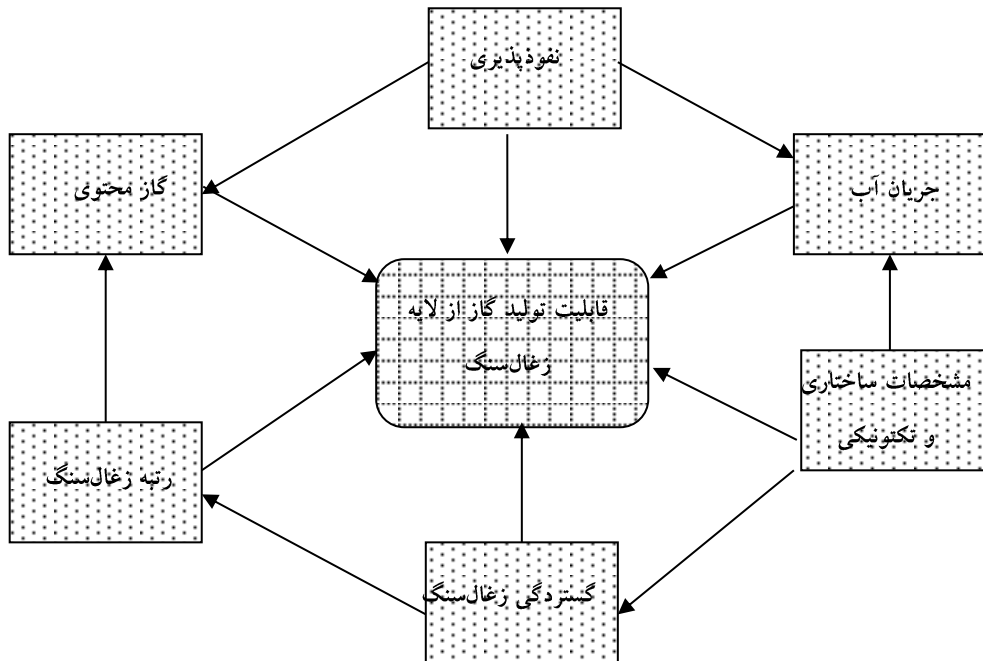 نفوذپذیری
گاز محتوی
جریان آب
قابلیت تولید گاز از لایه
زغال‌سنگ
مشخصات ساختاری
و تکتونیکی
رتبه زغال‌سنگ
گستردگی زغال‌سنگ